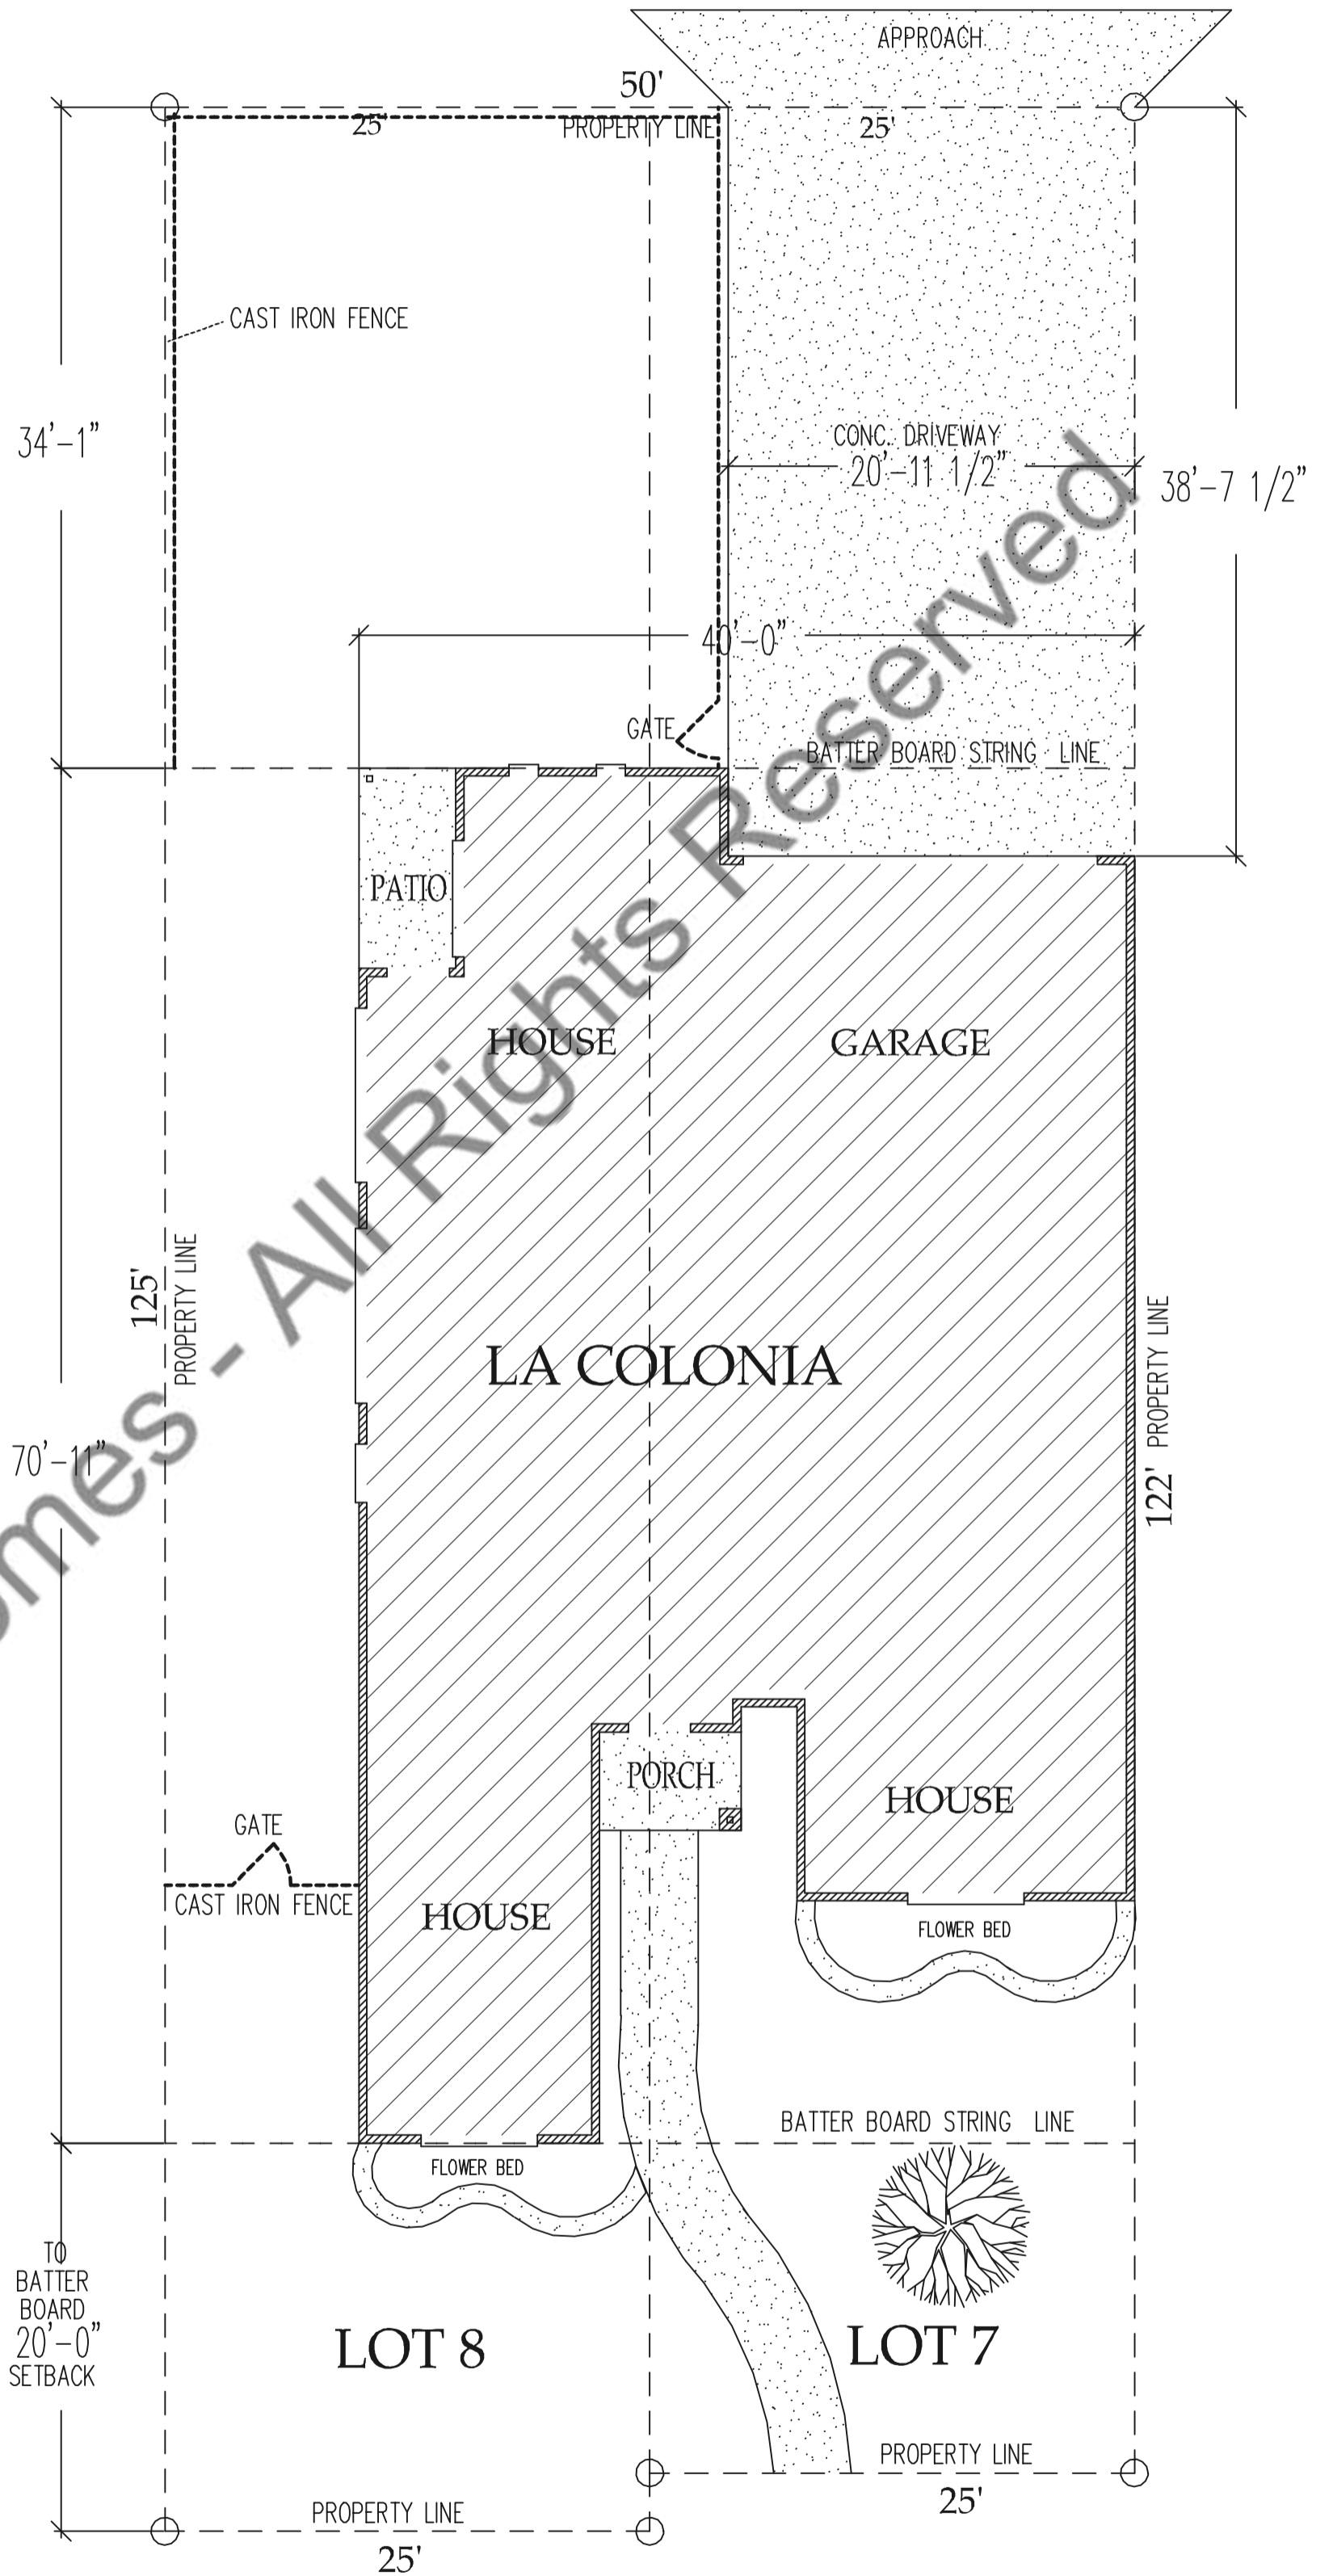 APPROACH
50'
25'
PROPERTY LINE
25'
CAST IRON FENCE
34'-1"
CONC. DRIVEWAY
20'-11 1/2"
38'-7 1/2"
40'-0"
GATE
BATTER BOARD STRING LINE
PATIO
HOUSE
GARAGE
125'
PROPERTY LINE
LA COLONIA
122' PROPERTY LINE
70'-11"
PORCH
HOUSE
GATE
CAST IRON FENCE
HOUSE
FLOWER BED
BATTER BOARD STRING LINE
FLOWER BED
TO
BATTER
BOARD
20'-0"
SETBACK
LOT 8
LOT 7
PROPERTY LINE
25'
PROPERTY LINE
25'
- All Rights Reserved